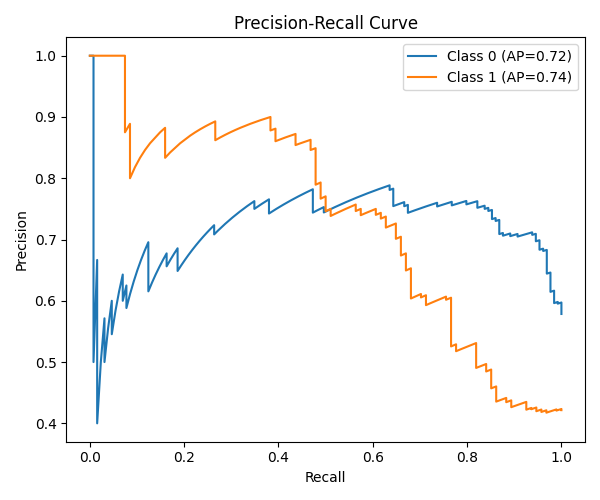 Precision-Recall Curve
Class 0 (AP=0.72)
Class 1 (AP=0.74)
Precision
1.0
0.9
0.8
0.7
0.6
0.5
0.4
0.0 0.2 0.4 0.6 0.8 1.0
Recall